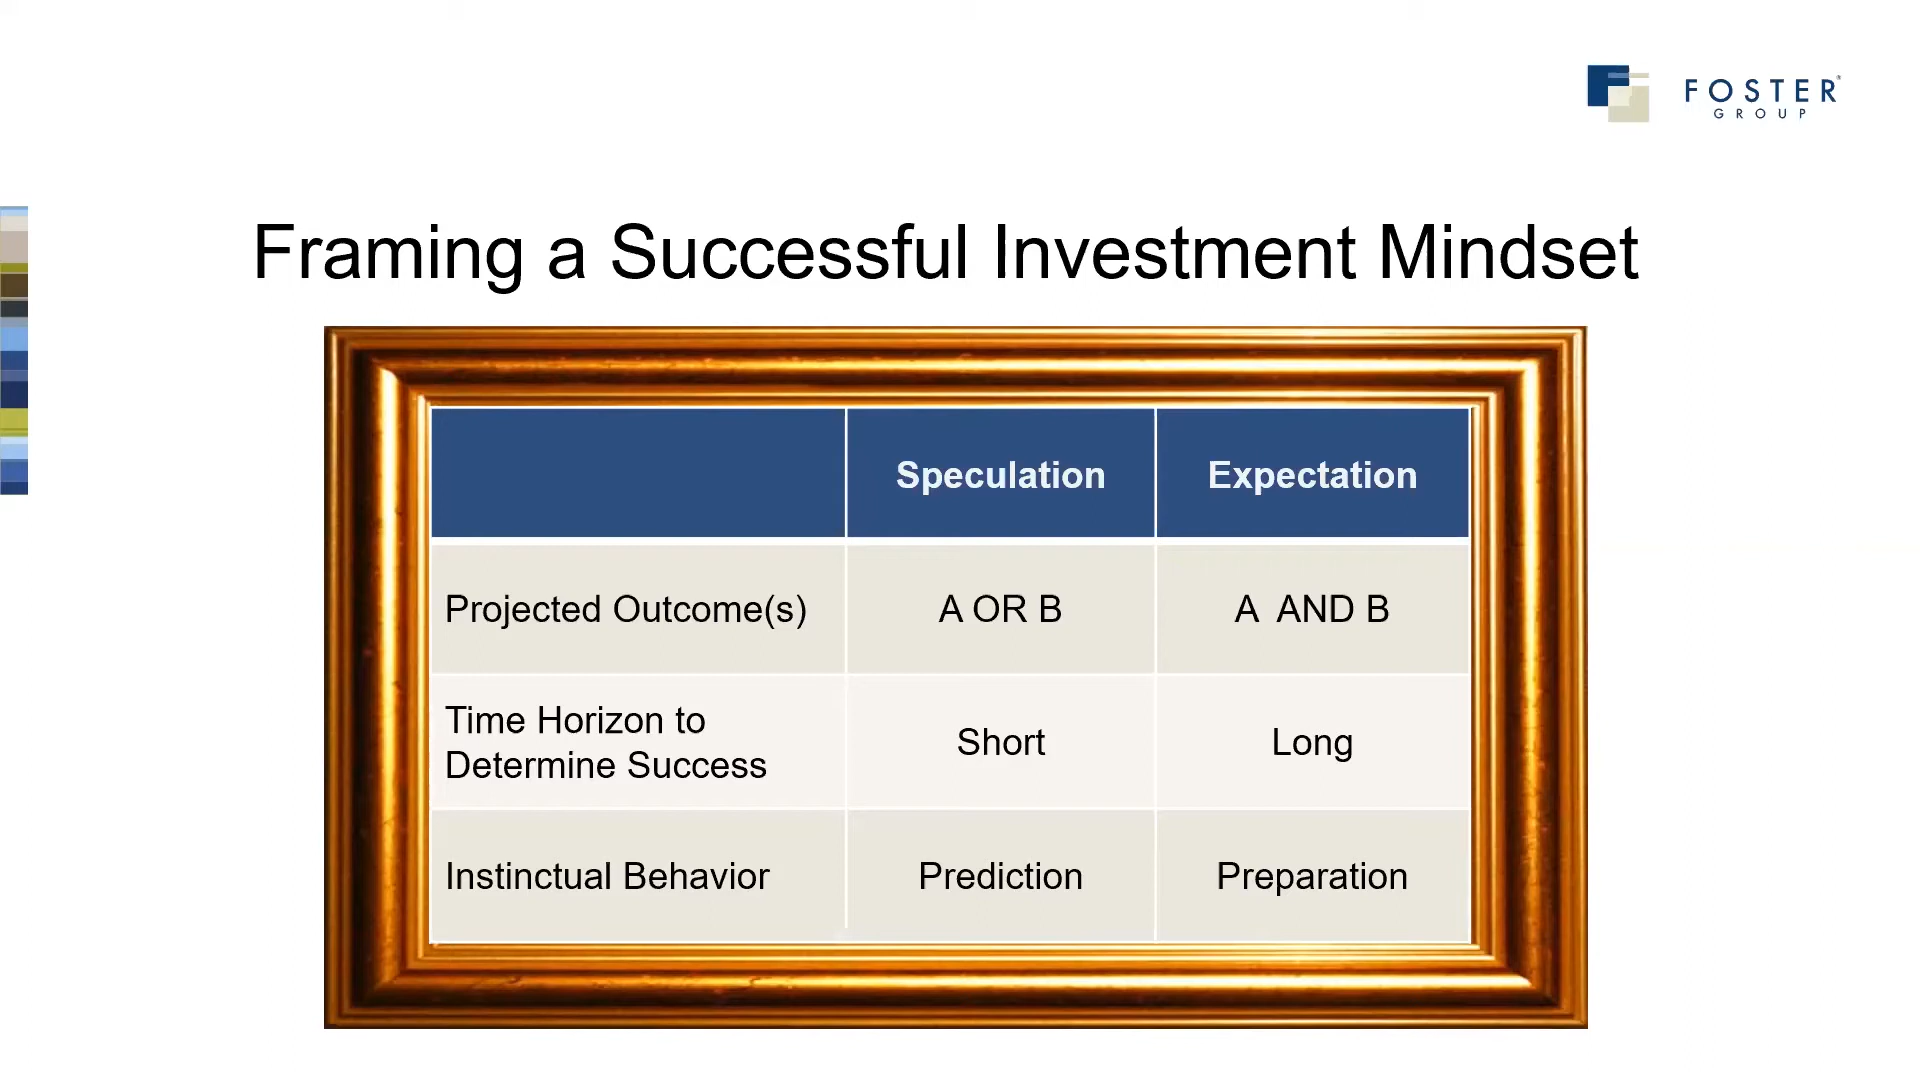 FOSTER®
GROUP
Framing a Successful Investment Mindset
Speculation Expectation
Projected Outcome(s) A OR B A AND B
Time Horizon to
Determine Success Short Long
Instinctual Behavior Prediction Preparation